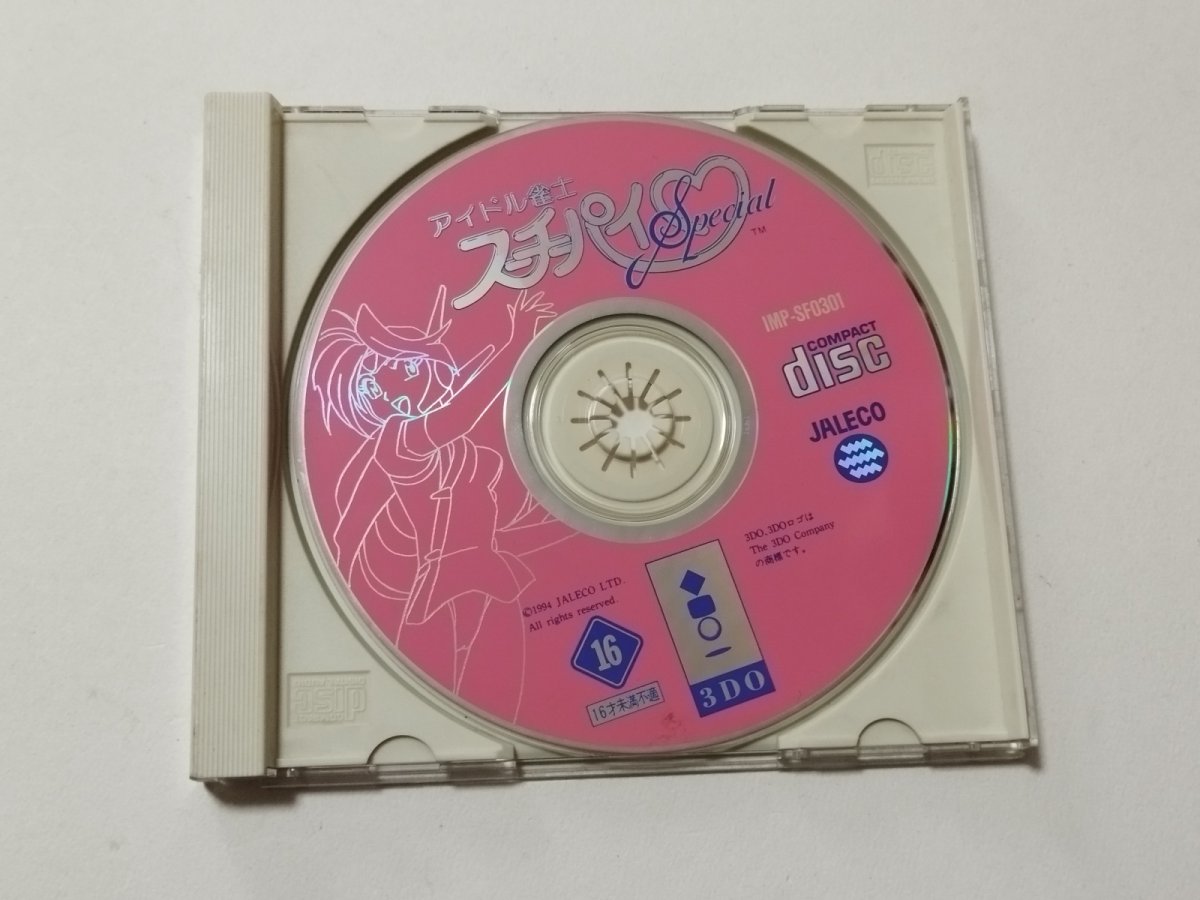 アイドル雀士
スチーパイ Special
TM
IMP-SF0301
COMPACT
disc
JALECO
3DO、3DOロゴは
The 3DO Company
の商標です。
©1994 JALECO LTD.
All rights reserved.
16
16才未満不適
3DO
disc
disc